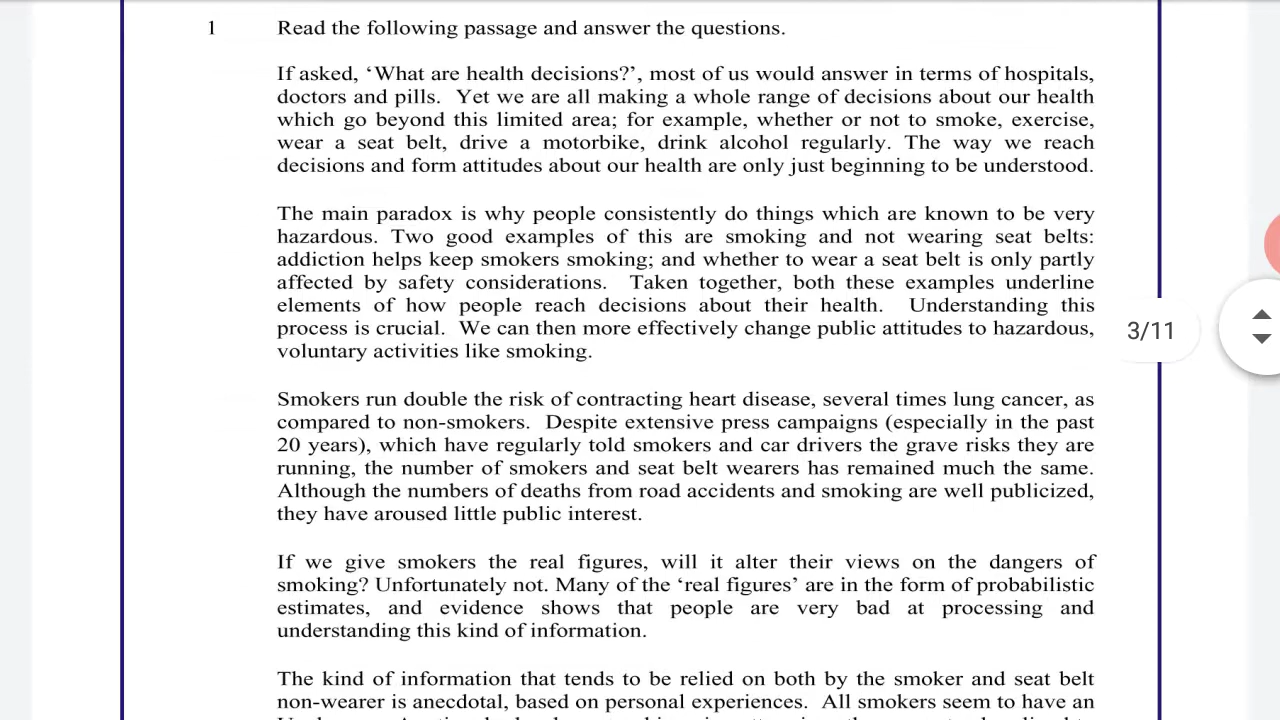 1 Read the following passage and answer the questions.
If asked, ‘What are health decisions?’, most of us would answer in terms of hospitals,
doctors and pills. Yet we are all making a whole range of decisions about our health
which go beyond this limited area; for example, whether or not to smoke, exercise,
wear a seat belt, drive a motorbike, drink alcohol regularly. The way we reach
decisions and form attitudes about our health are only just beginning to be understood.
The main paradox is why people consistently do things which are known to be very
hazardous. Two good examples of this are smoking and not wearing seat belts:
addiction helps keep smokers smoking; and whether to wear a seat belt is only partly
affected by safety considerations. Taken together, both these examples underline
elements of how people reach decisions about their health. Understanding this
process is crucial. We can then more effectively change public attitudes to hazardous,
voluntary activities like smoking.
3/11
Smokers run double the risk of contracting heart disease, several times lung cancer, as
compared to non-smokers. Despite extensive press campaigns (especially in the past
20 years), which have regularly told smokers and car drivers the grave risks they are
running, the number of smokers and seat belt wearers has remained much the same.
Although the numbers of deaths from road accidents and smoking are well publicized,
they have aroused little public interest.
If we give smokers the real figures, will it alter their views on the dangers of
smoking? Unfortunately not. Many of the ‘real figures’ are in the form of probabilistic
estimates, and evidence shows that people are very bad at processing and
understanding this kind of information.
The kind of information that tends to be relied on both by the smoker and seat belt
non-wearer is anecdotal, based on personal experiences. All smokers seem to have an